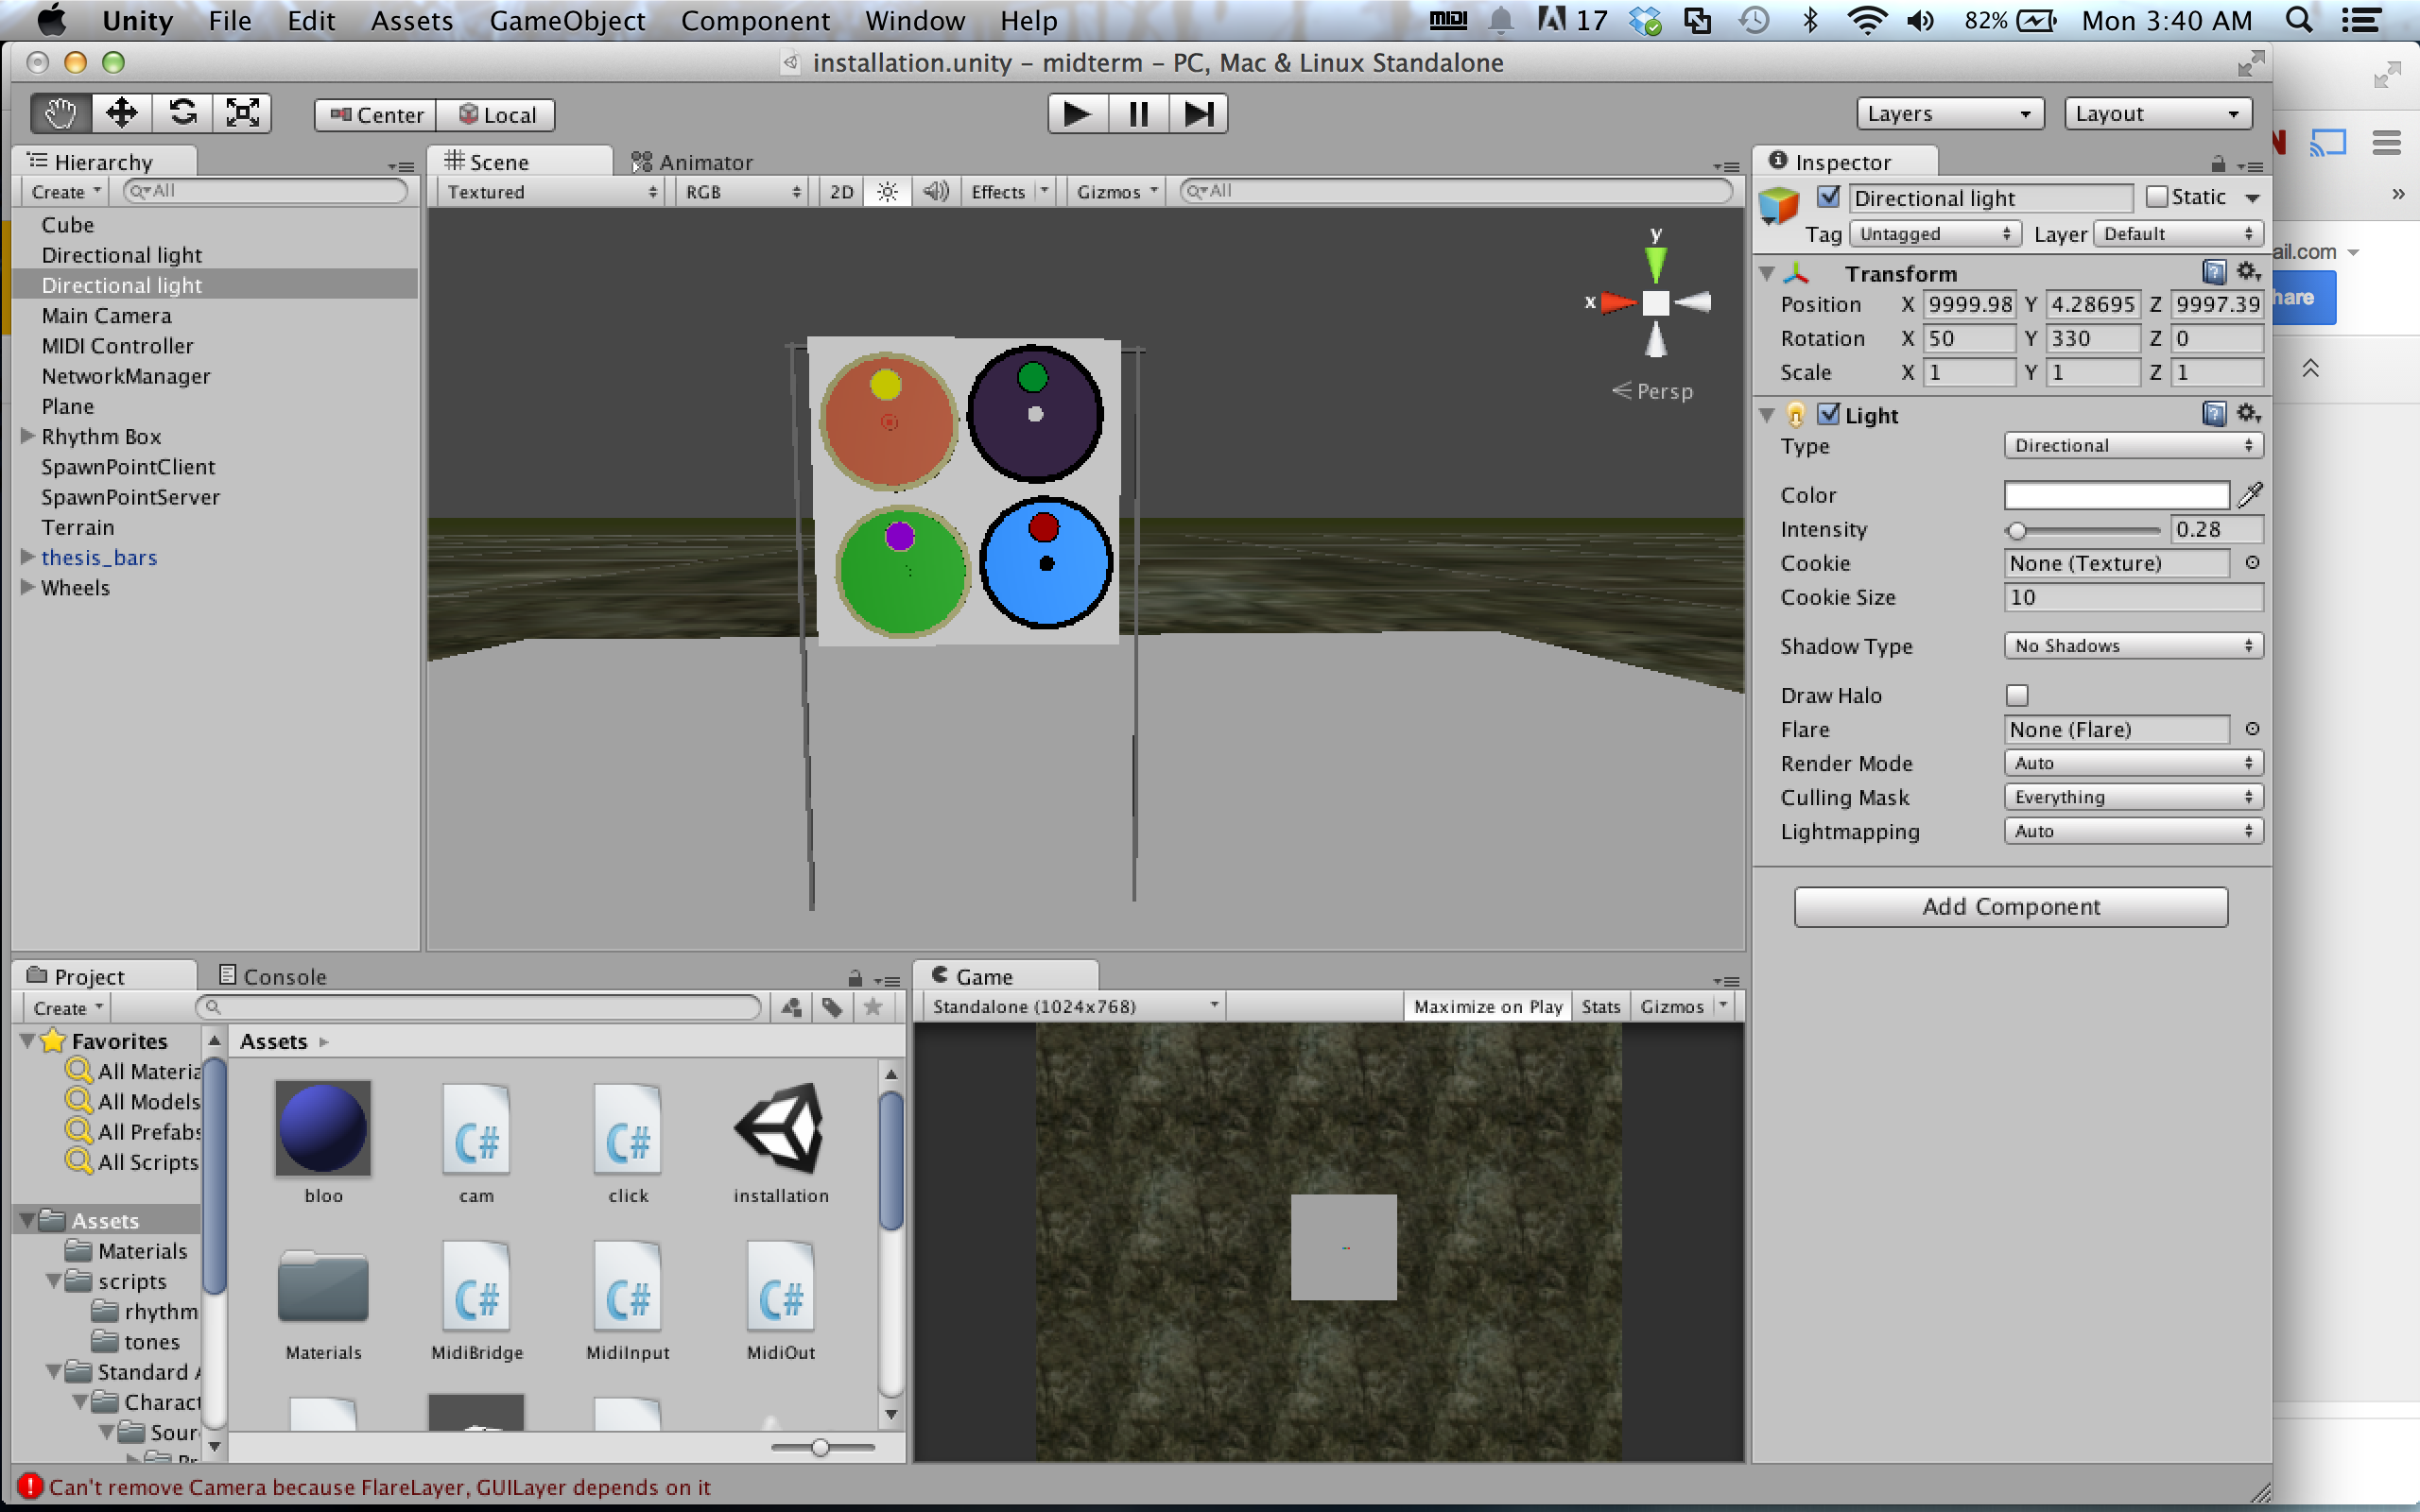 Unity File Edit Assets GameObject Component Window Help MIDI 17 82% Mon 3:40 AM
installation.unity – midterm – PC, Mac & Linux Standalone
Center Local Layers Layout
Hierarchy
Create All
Cube
Directional light
Directional light
Main Camera
MIDI Controller
NetworkManager
Plane
Rhythm Box
SpawnPointClient
SpawnPointServer
Terrain
thesis_bars
Wheels
Scene Animator
Textured RGB 2D Effects Gizmos All
y
x
Persp
Inspector
Directional light Static
Tag Untagged Layer Default
Transform
Position X 9999.98 Y 4.28695 Z 9997.39
Rotation X 50 Y 330 Z 0
Scale X 1 Y 1 Z 1
Light
Type Directional
Color
Intensity 0.28
Cookie None (Texture)
Cookie Size 10
Shadow Type No Shadows
Draw Halo
Flare None (Flare)
Render Mode Auto
Culling Mask Everything
Lightmapping Auto
Add Component
N
»
ail.com
hare
Project Console
Create
Favorites
All Materia
All Models
All Prefabs
All Scripts
Assets
Materials
scripts
rhythm
tones
Standard A
Charact
Sour
Pr
Assets
bloo cam click installation
Materials MidiBridge MidiInput MidiOut
C# C#
C# C# C#
Game
Standalone (1024x768) Maximize on Play Stats Gizmos
Can't remove Camera because FlareLayer, GUILayer depends on it